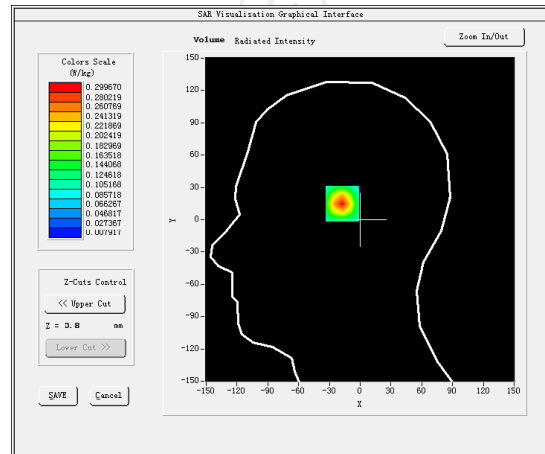 SAR Visualisation Graphical Interface
Volume Radiated Intensity
Zoom In/Out
Colors Scale
(W/kg)
0.299670
0.280219
0.260769
0.241319
0.221869
0.202419
0.182969
0.163518
0.144068
0.124618
0.105168
0.085718
0.066267
0.046817
0.027367
0.007917
Z-Cuts Control
<< Upper Cut
Z = 0.8 mm
Lower Cut >>
SAVE Cancel
150
120
90
60
30
0
-30
-60
-90
-120
-150
Y
-150 -120 -90 -60 -30 0 30 60 90 120 150
X